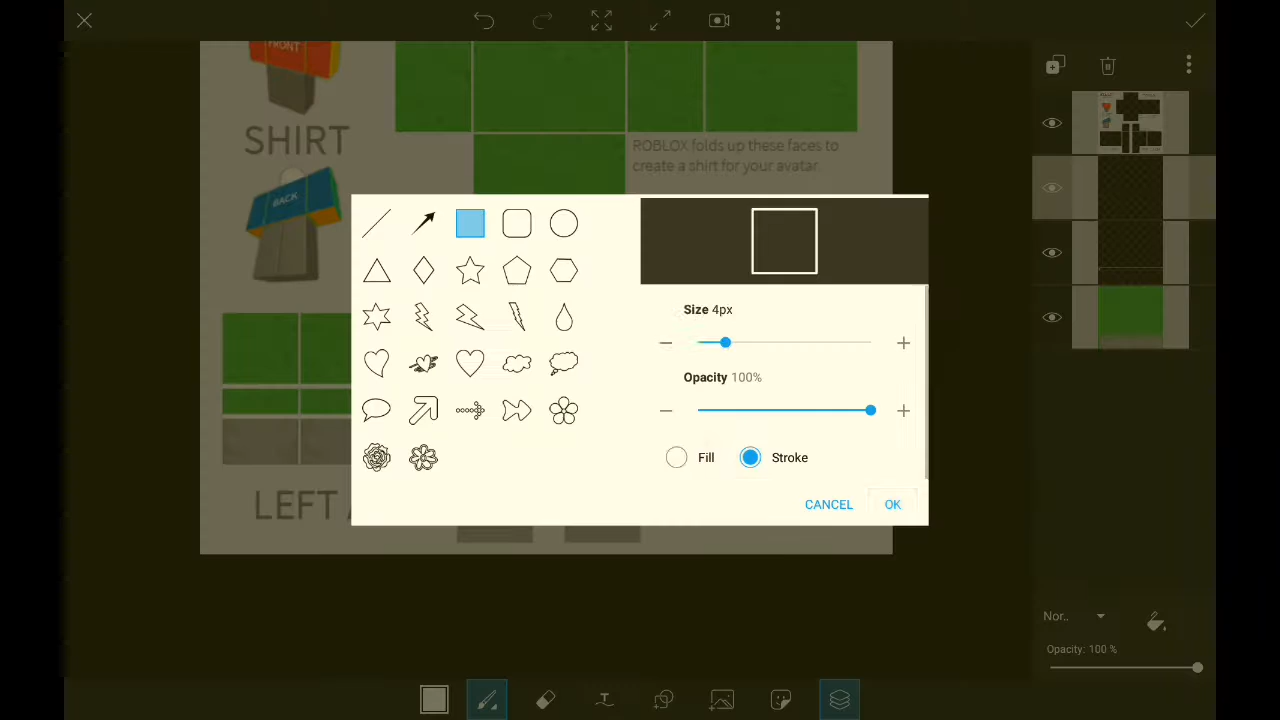 FRONT
SHIRT
ROBLOX folds up these faces to
create a shirt for your avatar.
BACK
Size 4px
Opacity 100%
Fill
Stroke
CANCEL
OK
LEFT
Nor..
Opacity: 100 %